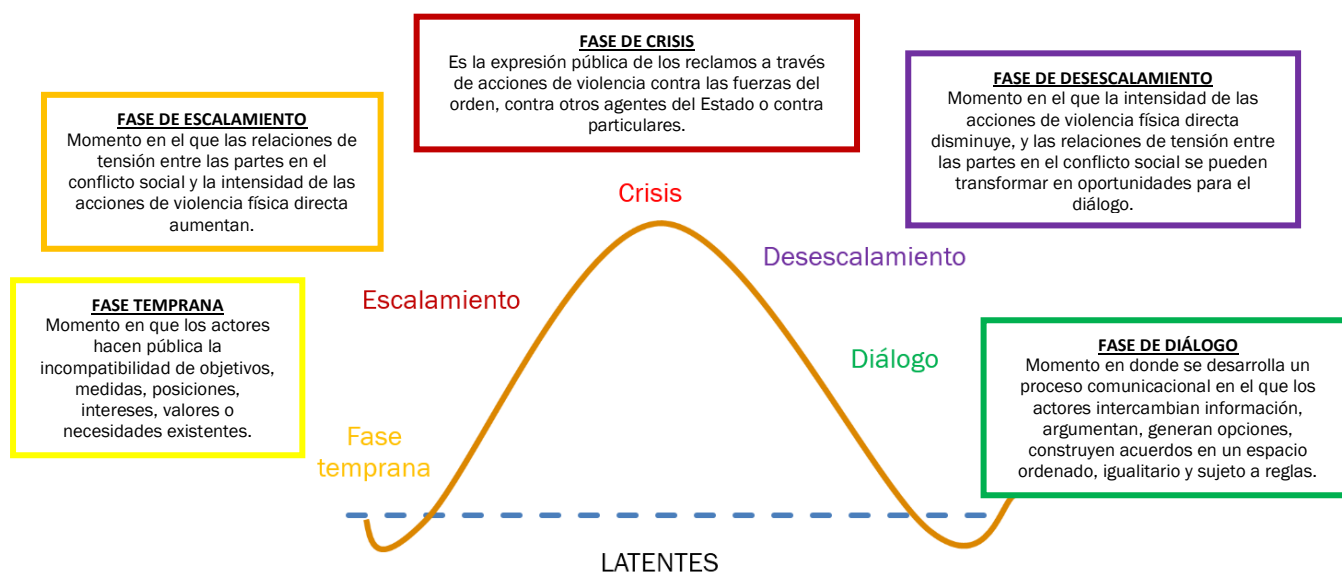 FASE DE CRISIS
Es la expresión pública de los reclamos a través
de acciones de violencia contra las fuerzas del
orden, contra otros agentes del Estado o contra
particulares.
FASE DE DESESCALAMIENTO
Momento en el que la intensidad de las
acciones de violencia física directa
disminuye, y las relaciones de tensión entre
las partes en el conflicto social se pueden
transformar en oportunidades para el
diálogo.
FASE DE ESCALAMIENTO
Momento en el que las relaciones de
tensión entre las partes en el
conflicto social y la intensidad de las
acciones de violencia física directa
aumentan.
Crisis
Desescalamiento
Escalamiento
FASE TEMPRANA
Momento en que los actores
hacen pública la
incompatibilidad de objetivos,
medidas, posiciones,
intereses, valores o
necesidades existentes.
Diálogo
FASE DE DIÁLOGO
Momento en donde se desarrolla un
proceso comunicacional en el que los
actores intercambian información,
argumentan, generan opciones,
construyen acuerdos en un espacio
ordenado, igualitario y sujeto a reglas.
Fase
temprana
LATENTES